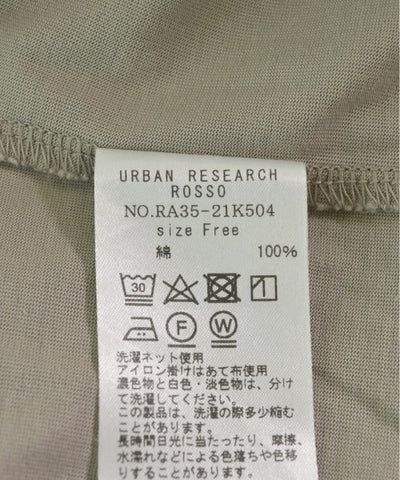 URBAN RESEARCH
ROSSO
NO.RA35-21K504
size Free
綿 100%
30
F W
洗濯ネット使用
アイロン掛けはあて布使用
濃色物と白色・淡色物は、分け
て洗濯してください。
この製品は、洗濯の際多少縮む
ことがあります。
長時間日光に当たったり、摩擦、
水濡れなどによる色落ちや色移
りすることがあります。